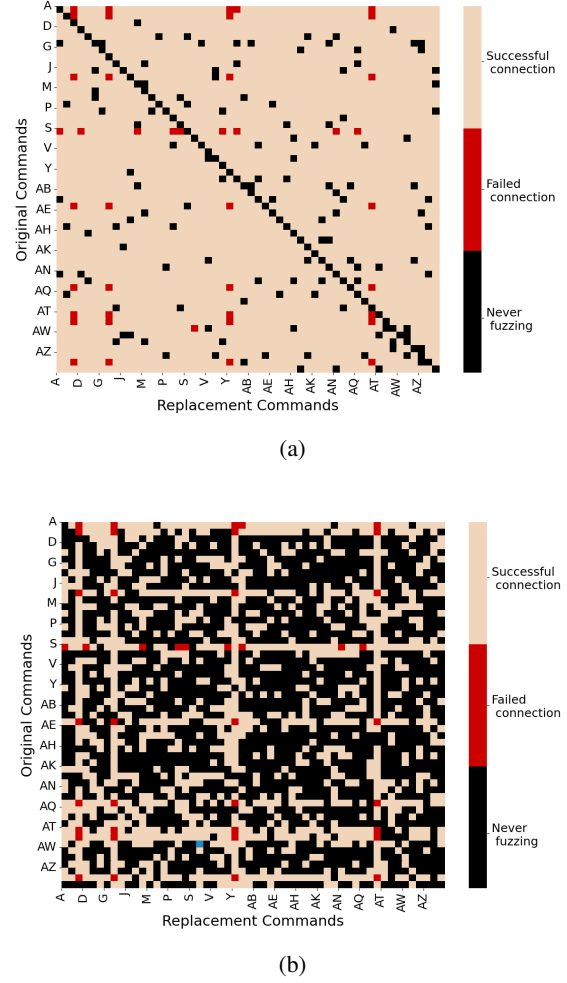 A
D
G
J
M
P
S
V
Y
AB
AE
AH
AK
AN
AQ
AT
AW
AZ
Original Commands
A
D
G
J
M
P
S
V
Y
AB
AE
AH
AK
AN
AQ
AT
AW
AZ
Replacement Commands
Successful
connection
Failed
connection
Never
fuzzing
(a)
A
D
G
J
M
P
S
V
Y
AB
AE
AH
AK
AN
AQ
AT
AW
AZ
Original Commands
A
D
G
J
M
P
S
V
Y
AB
AE
AH
AK
AN
AQ
AT
AW
AZ
Replacement Commands
Successful
connection
Failed
connection
Never
fuzzing
(b)